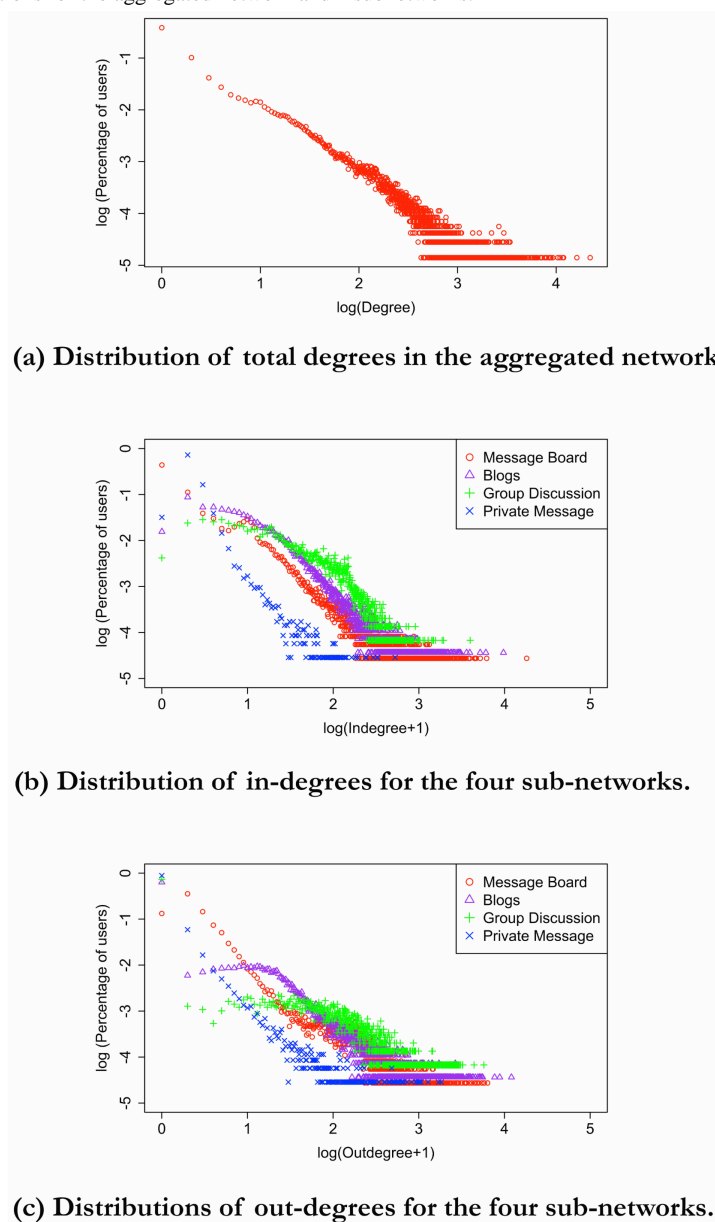 -1
-2
-3
-4
-5
log (Percentage of users)
0 1 2 3 4
log(Degree)
(a) Distribution of total degrees in the aggregated network
0
-1
-2
-3
-4
-5
log (Percentage of users)
Message Board
Blogs
Group Discussion
Private Message
0 1 2 3 4 5
log(Indegree+1)
(b) Distribution of in-degrees for the four sub-networks.
0
-1
-2
-3
-4
-5
log (Percentage of users)
Message Board
Blogs
Group Discussion
Private Message
0 1 2 3 4 5
log(Outdegree+1)
(c) Distributions of out-degrees for the four sub-networks.